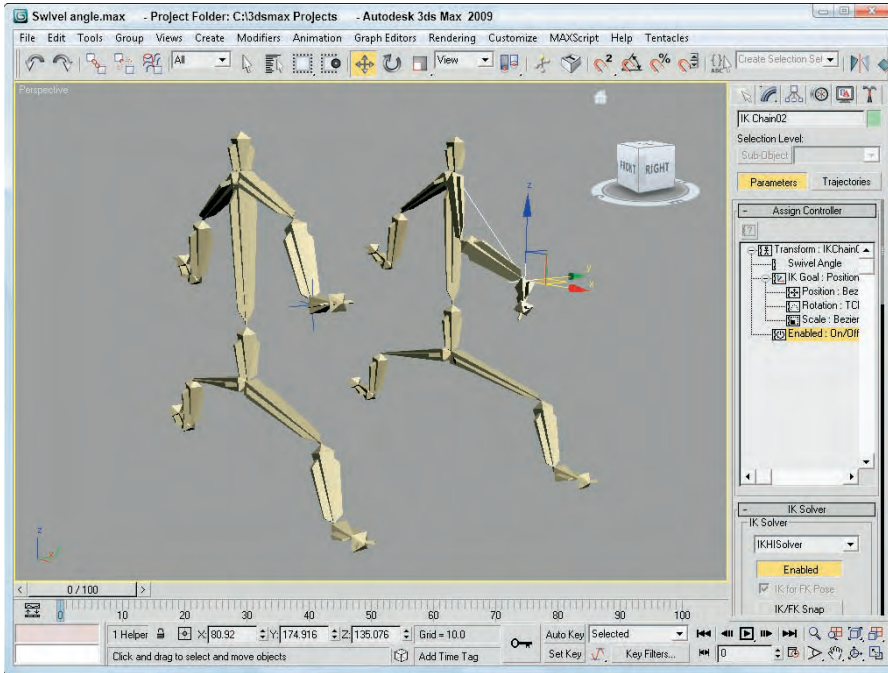 Swivel angle.max - Project Folder: C:\3dsmax Projects - Autodesk 3ds Max 2009
File Edit Tools Group Views Create Modifiers Animation Graph Editors Rendering Customize MAXScript Help Tentacles
All View Create Selection Sel
Perspective
FRONT RIGHT
z
y
x
z
x
IK Chain02
Selection Level:
Sub-Object
Parameters Trajectories
- Assign Controller
Transform : IKChain
Swivel Angle
IK Goal : Position
Position : Bez
Rotation : TC
Scale : Bezier
Enabled : On/Off
- IK Solver
IK Solver
IKHISolver
Enabled
IK for FK Pose
IK/FK Snap
< 0 / 100 >
0 10 20 30 40 50 60 70 80 90 100
1 Helper X: 80.92 Y: 174.916 Z: 135.076 Grid = 10.0
Auto Key Selected
Click and drag to select and move objects Add Time Tag
Set Key Key Filters... 0